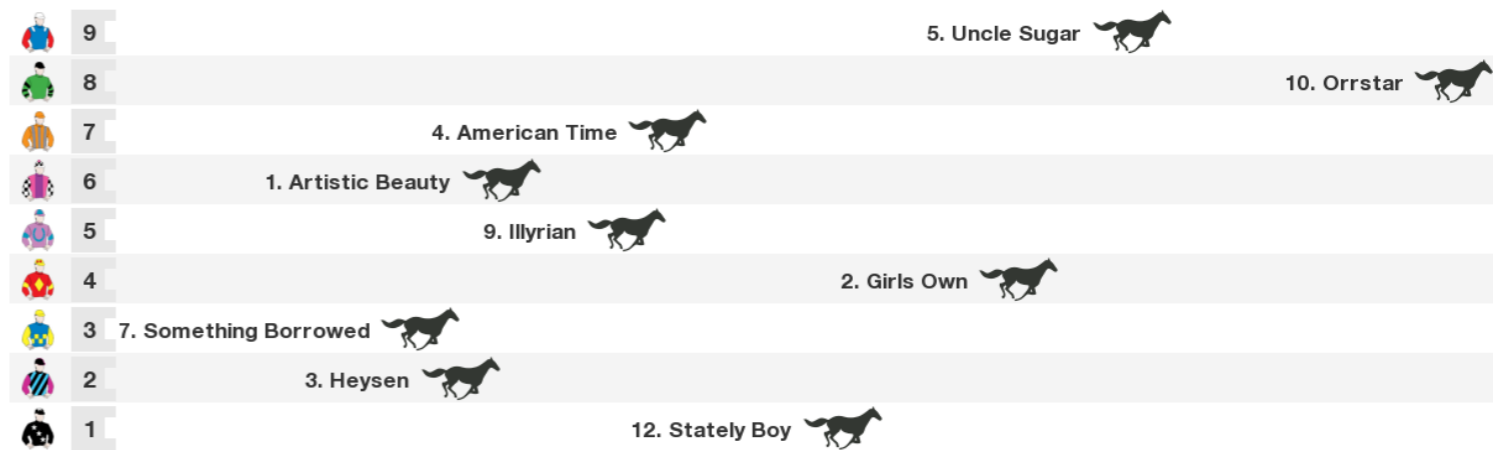 9 5. Uncle Sugar
8 10. Orrstar
7 4. American Time
6 1. Artistic Beauty
5 9. Illyrian
4 2. Girls Own
3 7. Something Borrowed
2 3. Heysen
1 12. Stately Boy